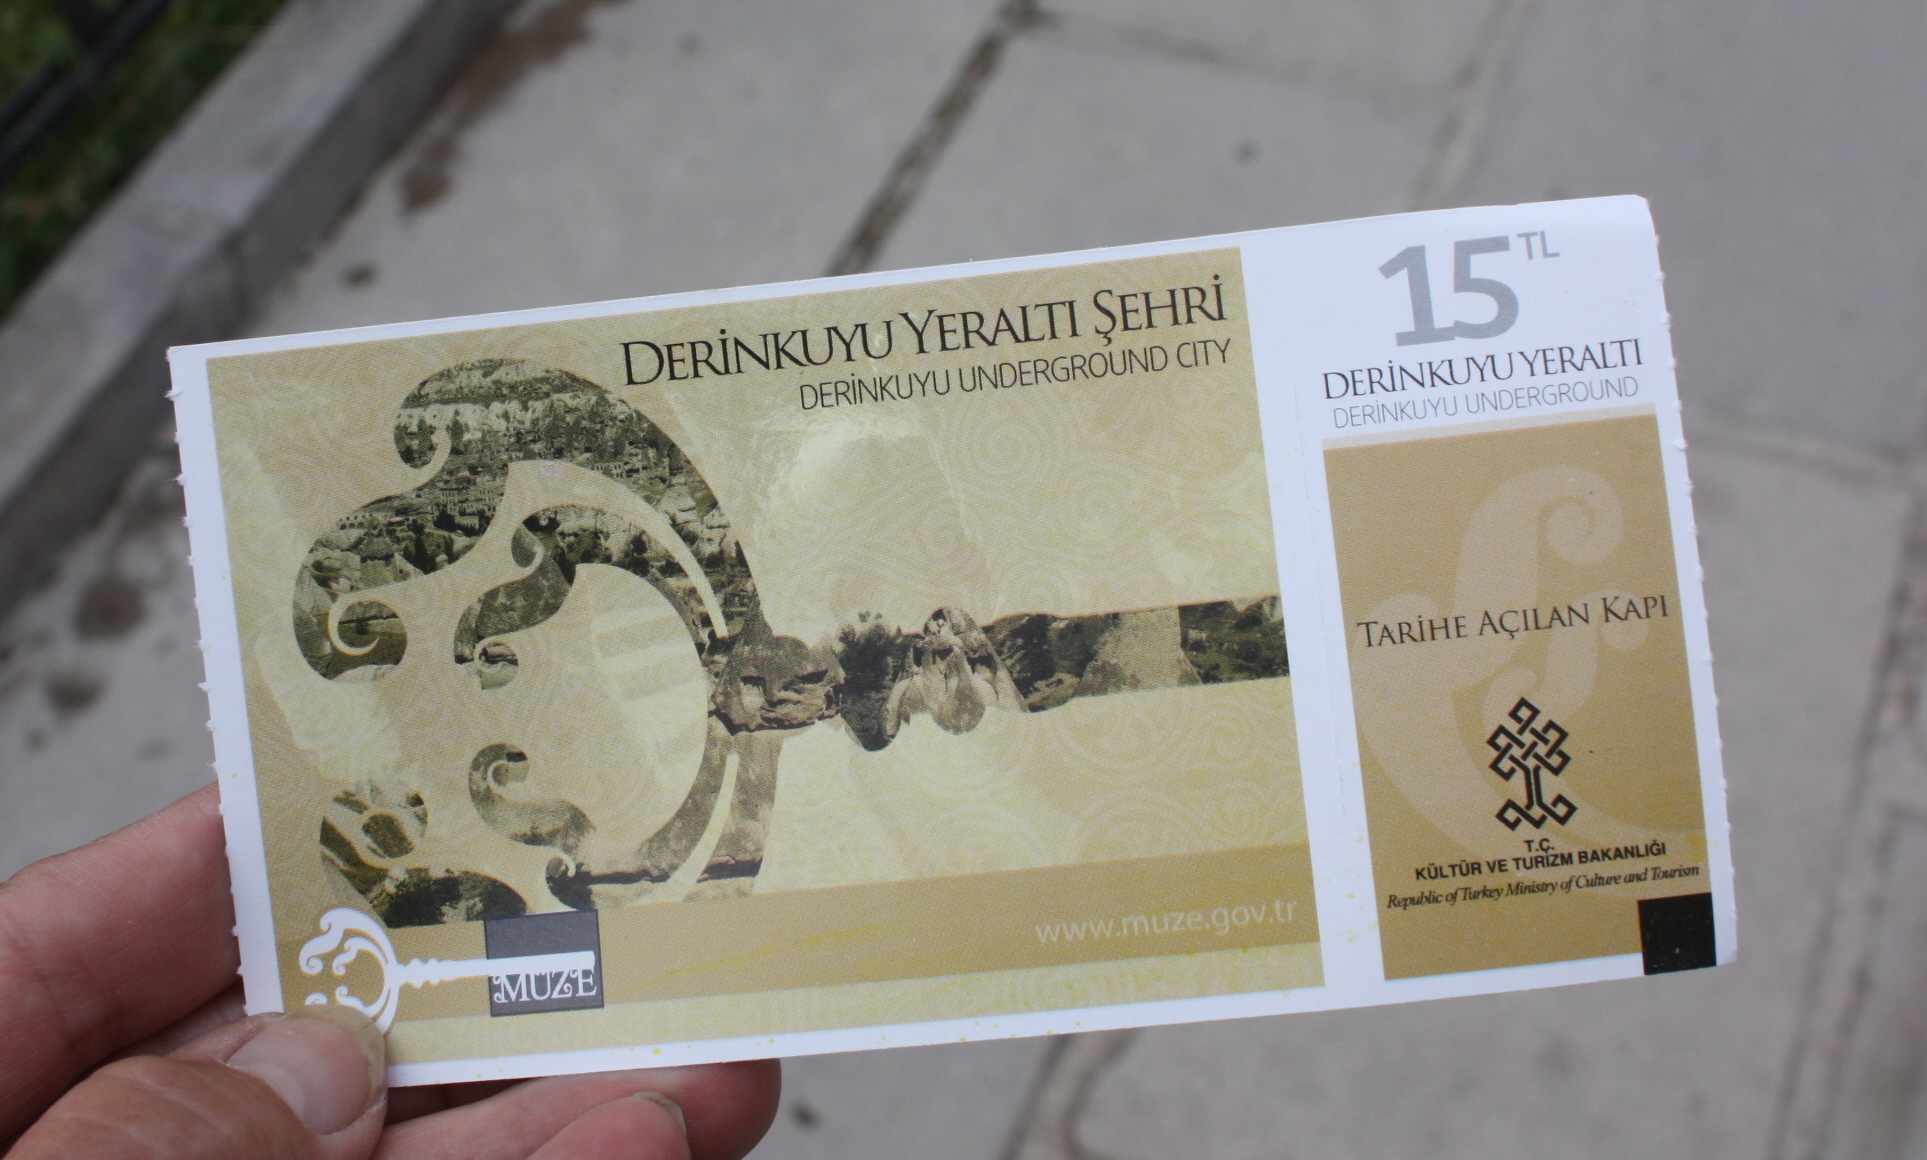 DERİNKUYU YERALTI ŞEHRİ
DERİNKUYU UNDERGROUND CITY
www.muze.gov.tr
MÜZE
15 TL
DERİNKUYU YERALTI
DERİNKUYU UNDERGROUND
TARİHE AÇILAN KAPI
T.Ç.
KÜLTÜR VE TURİZM BAKANLIĞI
Republic of Turkey Ministry of Culture and Tourism